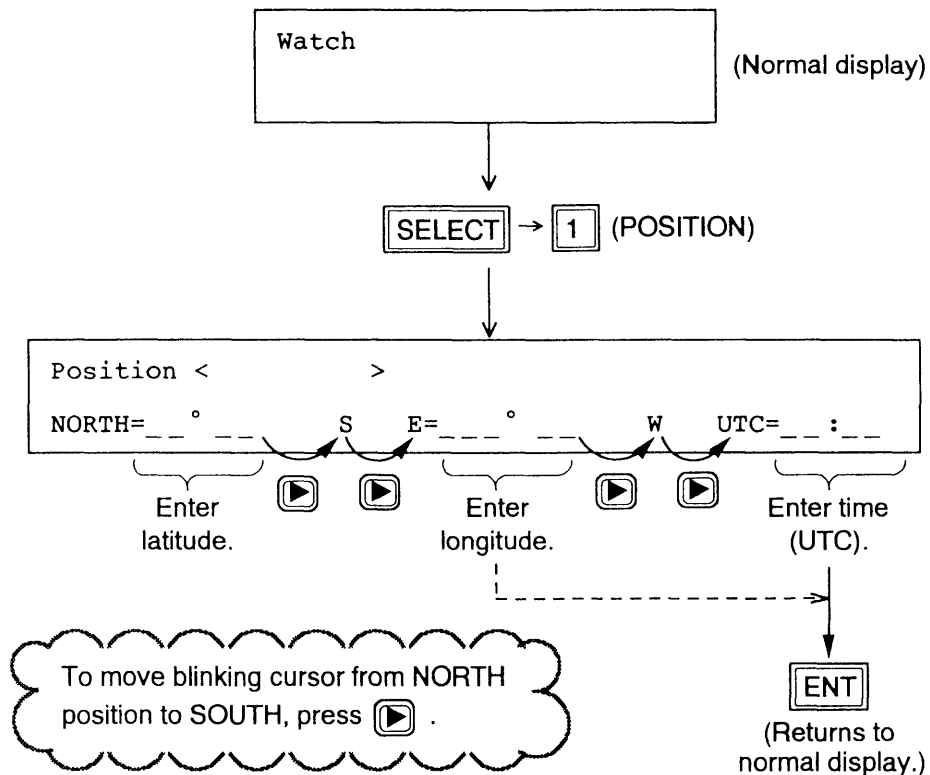 Watch
(Normal display)
SELECT → 1 (POSITION)
Position < >
NORTH=__°__ S E=___°__ W UTC=__:__
▶ ▶ ▶ ▶
Enter latitude.
Enter longitude.
Enter time (UTC).
To move blinking cursor from NORTH
position to SOUTH, press ▶ .
ENT
(Returns to
normal display.)